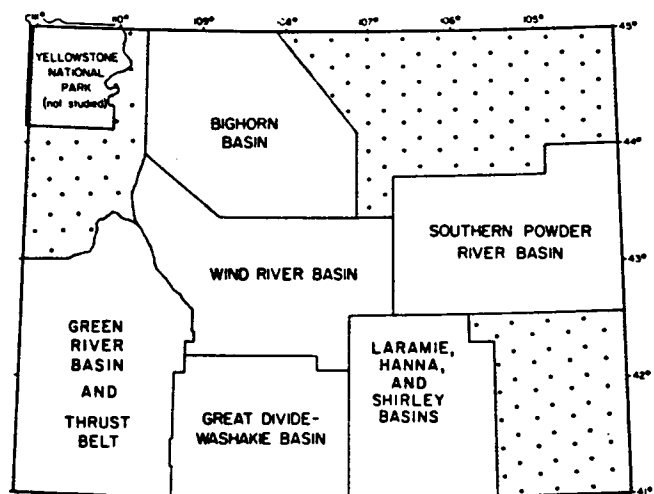 111° 110° 109° 108° 107° 106° 105°
45°
YELLOWSTONE
NATIONAL
PARK
(not studied)
BIGHORN
BASIN
44°
SOUTHERN POWDER
RIVER BASIN
43°
WIND RIVER BASIN
GREEN
RIVER
BASIN
AND
THRUST
BELT
LARAMIE,
HANNA,
AND
SHIRLEY
BASINS
42°
GREAT DIVIDE-
WASHAKIE BASIN
41°